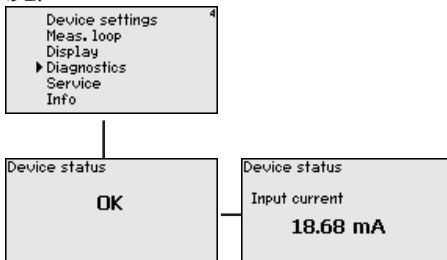 Device settings 4
Meas. loop
Display
Diagnostics
Service
Info
Device status
OK
Device status
Input current
18.68 mA